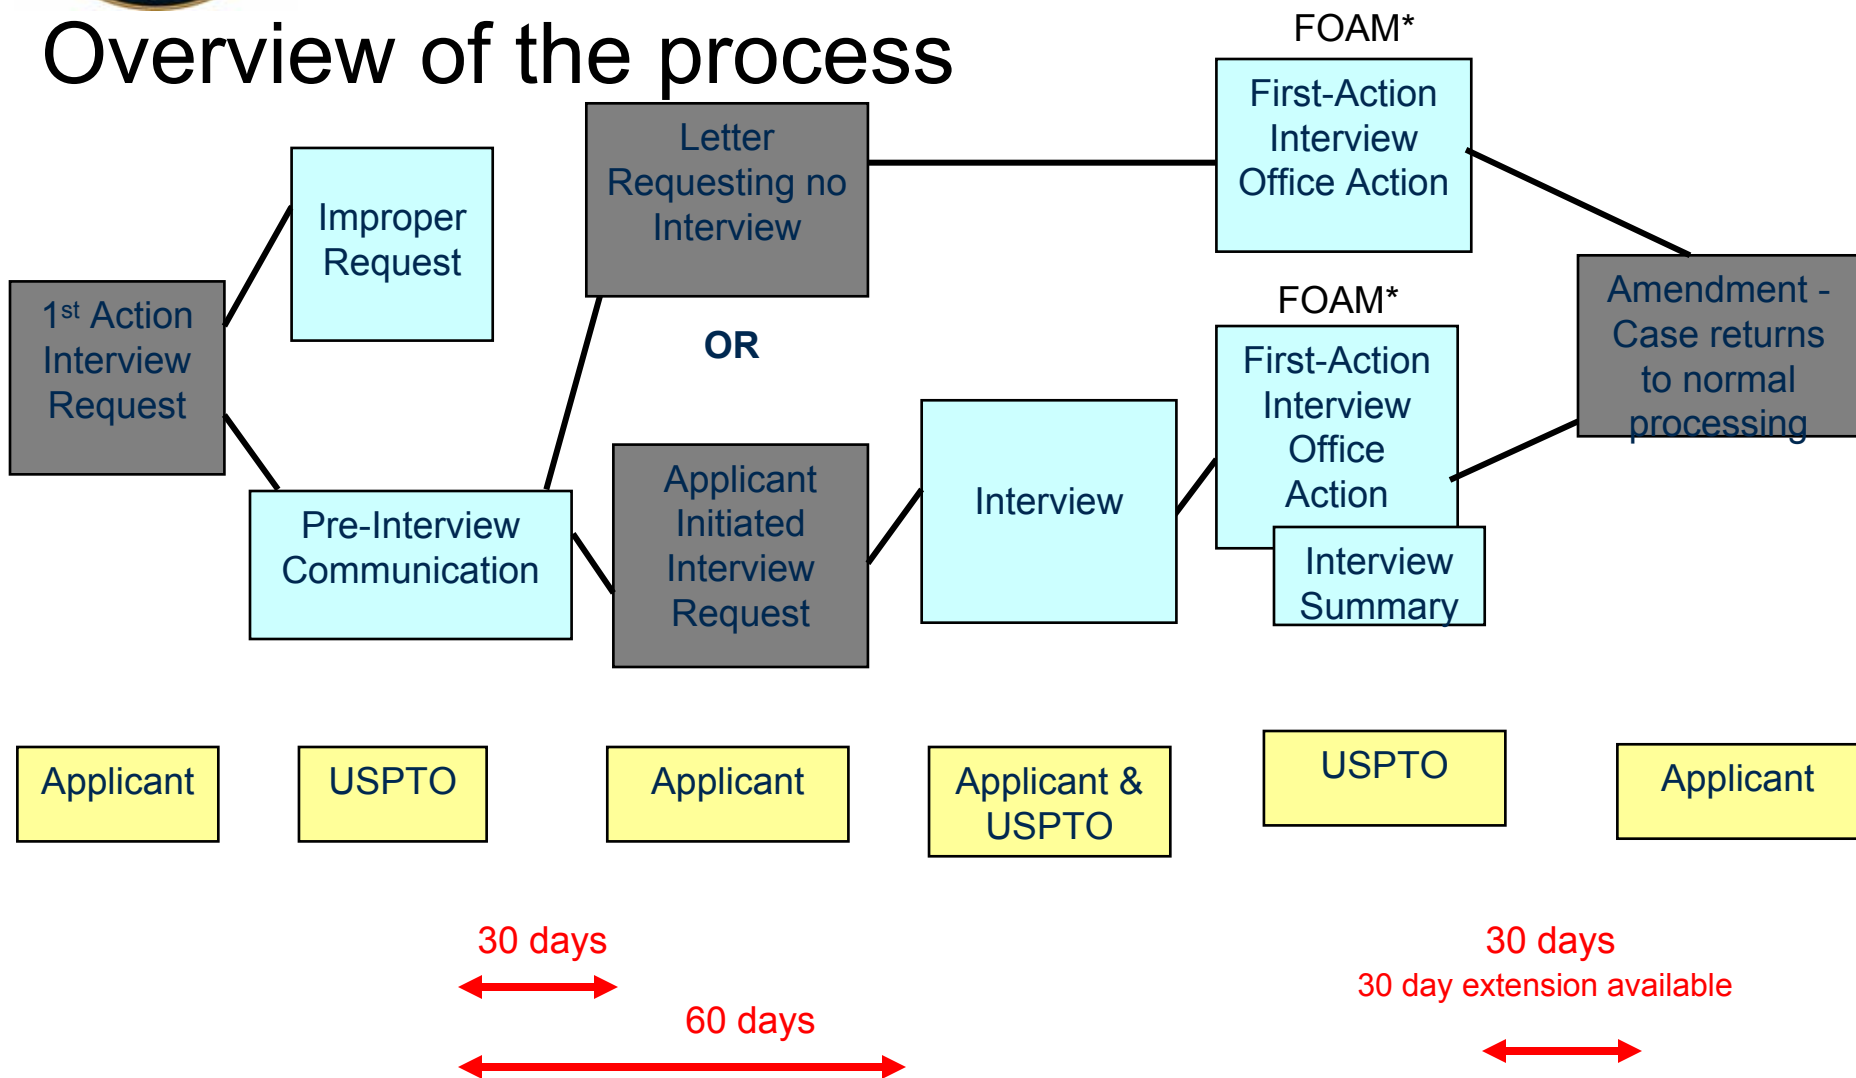 Overview of the process
FOAM*
First-Action
Interview
Office Action
Letter
Requesting no
Interview
Improper
Request
1st Action
Interview
Request
OR
FOAM*
First-Action
Interview
Office
Action
Amendment -
Case returns
to normal
processing
Pre-Interview
Communication
Applicant
Initiated
Interview
Request
Interview
Interview
Summary
Applicant
USPTO
Applicant
Applicant &
USPTO
USPTO
Applicant
30 days
60 days
30 days
30 day extension available